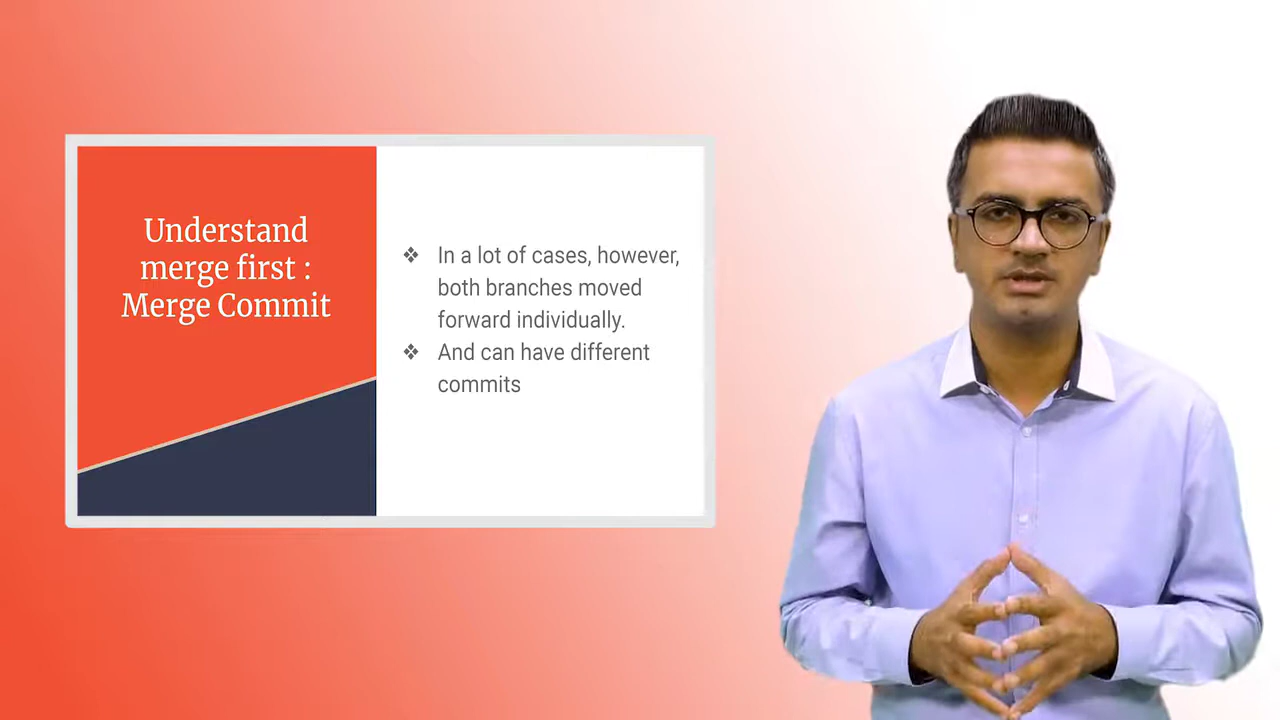 Understand
merge first :
Merge Commit
❖ In a lot of cases, however,
both branches moved
forward individually.
❖ And can have different
commits